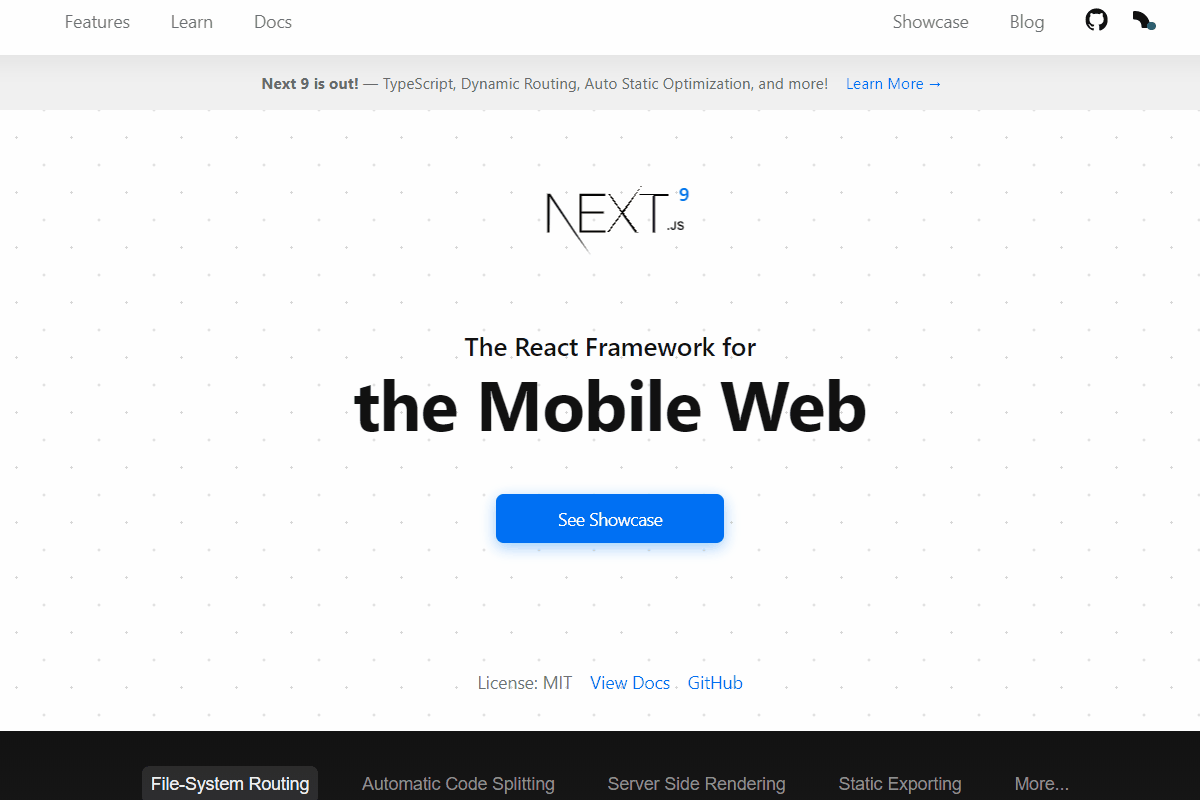 Features Learn Docs Showcase Blog
Next 9 is out! — TypeScript, Dynamic Routing, Auto Static Optimization, and more! Learn More →
NEXT.JS 9
The React Framework for
the Mobile Web
See Showcase
License: MIT View Docs GitHub
File-System Routing Automatic Code Splitting Server Side Rendering Static Exporting More...